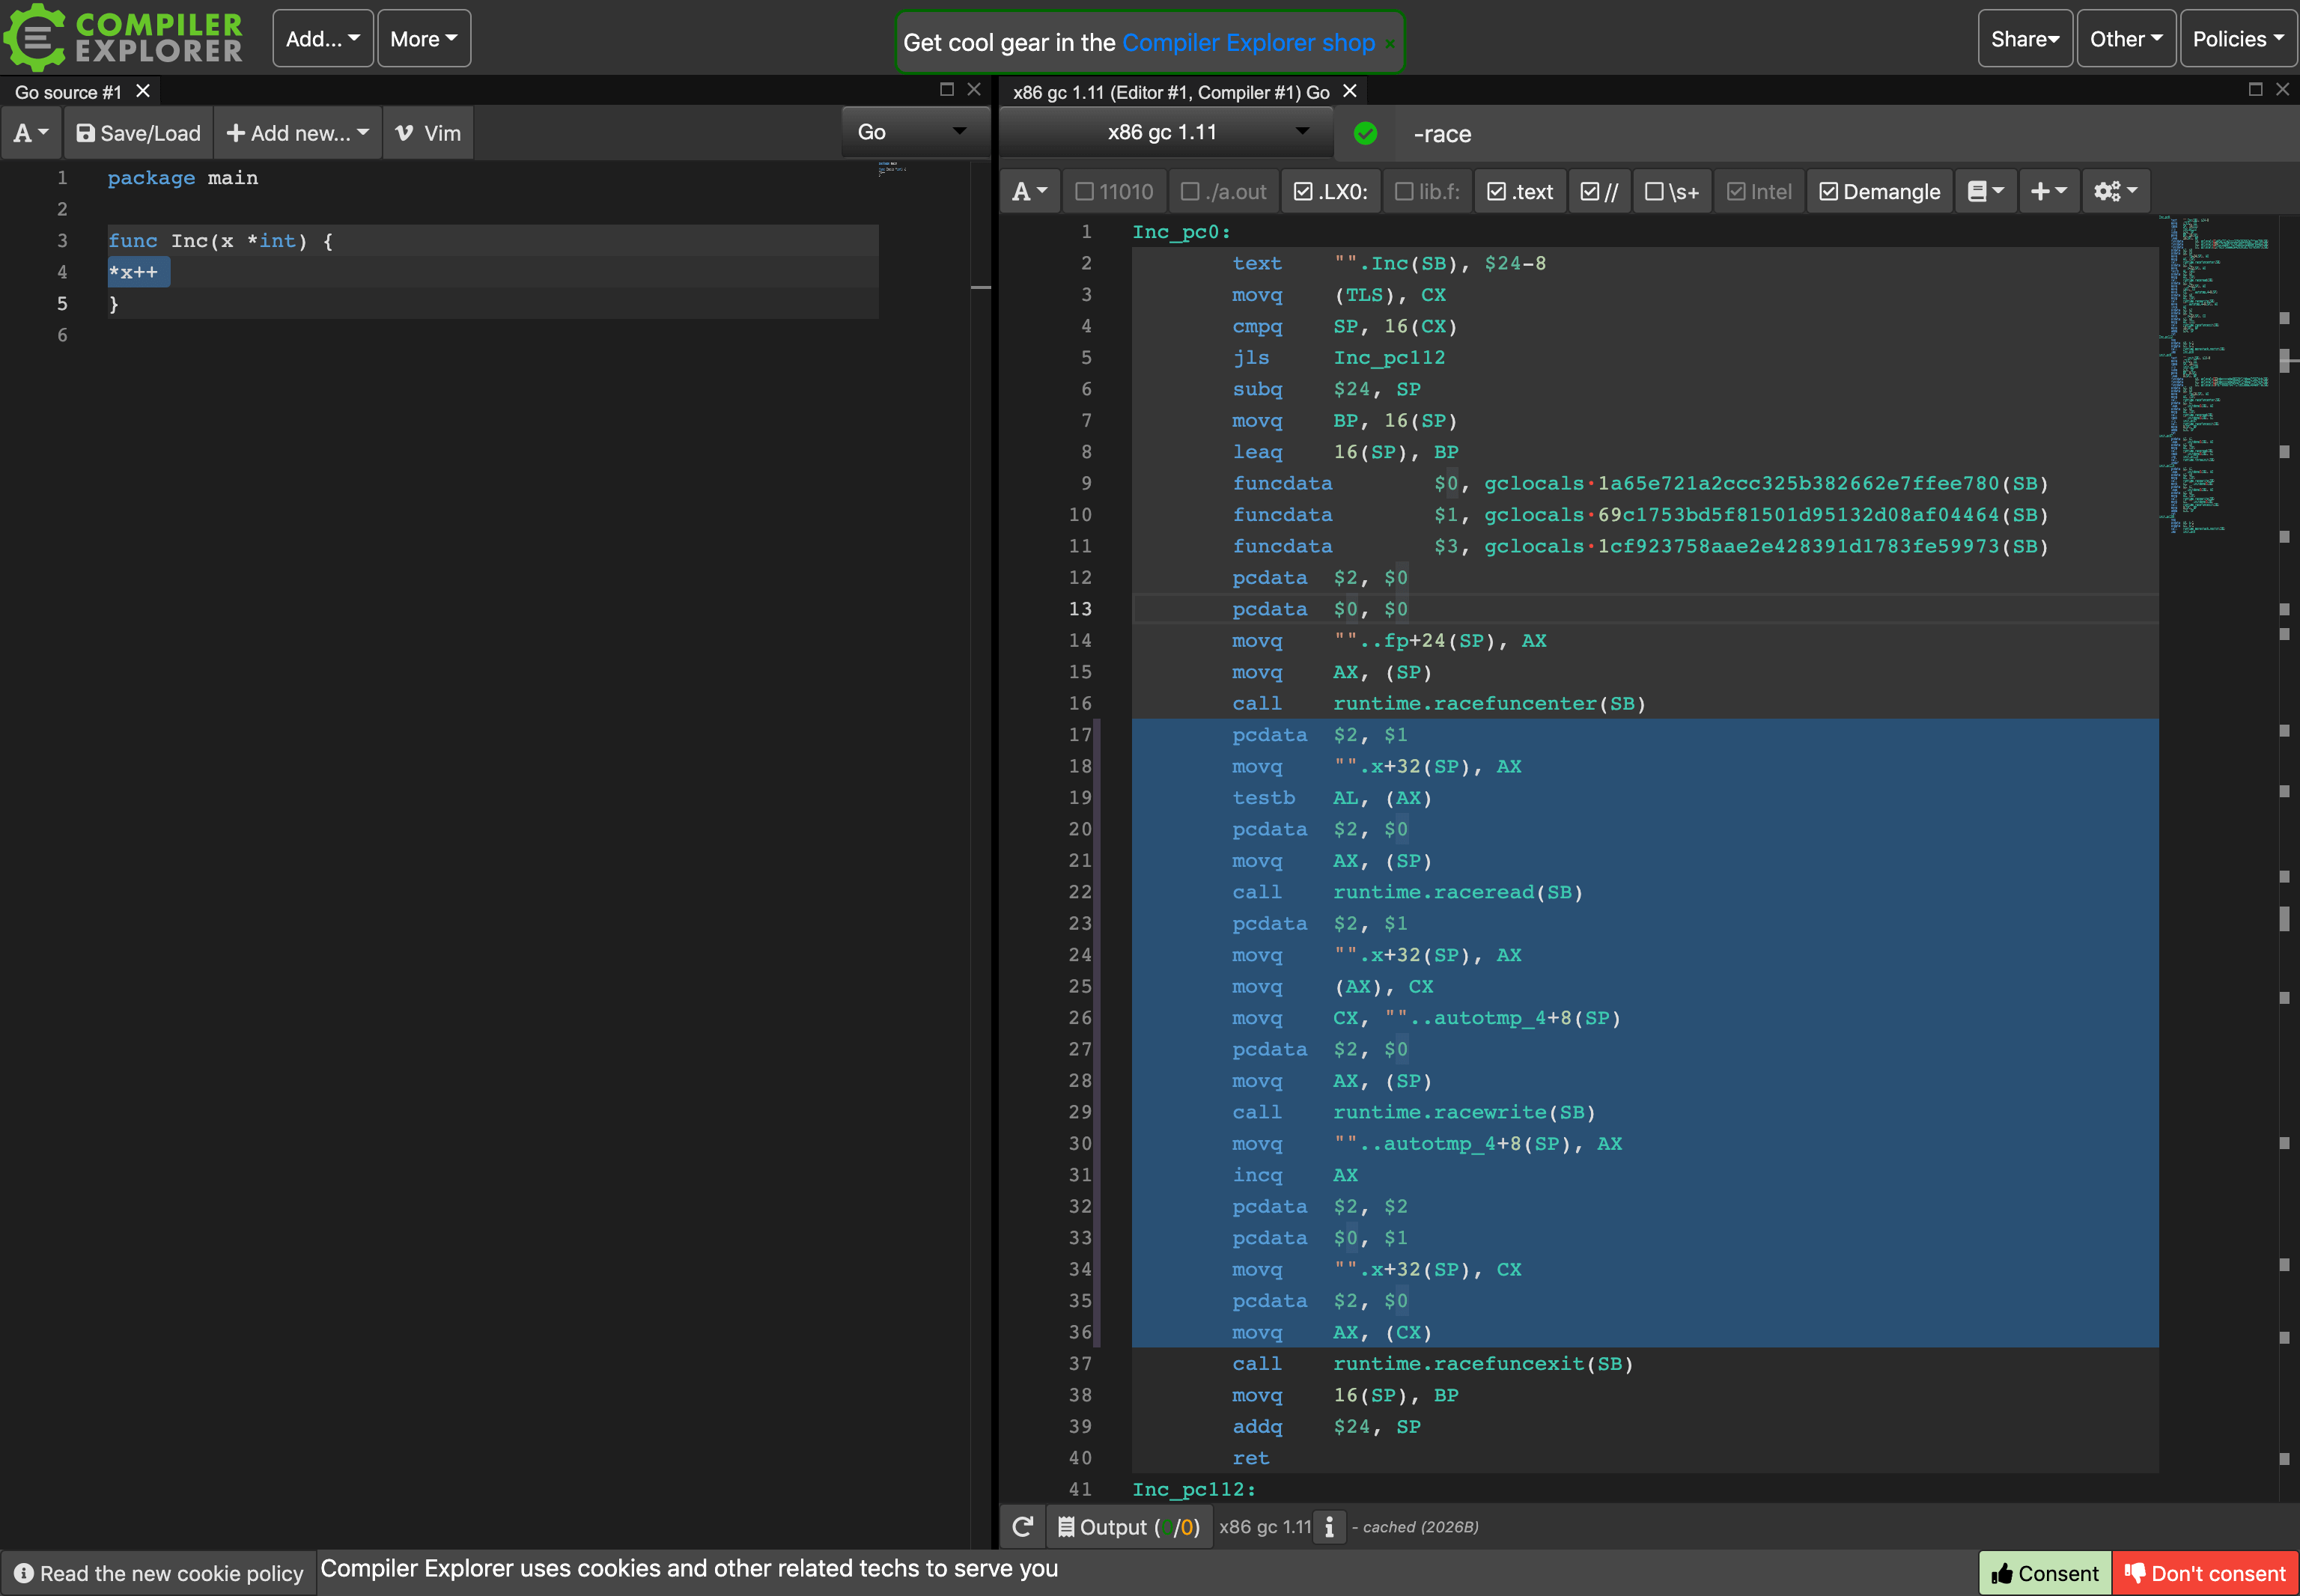 COMPILER EXPLORER Add... More Get cool gear in the Compiler Explorer shop × Share Other Policies
Go source #1
A Save/Load + Add new... Vim Go
1 package main
2
3 func Inc(x *int) {
4 *x++
5 }
6
x86 gc 1.11 (Editor #1, Compiler #1) Go
x86 gc 1.11 -race
A 11010 ./a.out .LX0: lib.f: .text // \s+ Intel Demangle
1 Inc_pc0:
2 text "".Inc(SB), $24-8
3 movq (TLS), CX
4 cmpq SP, 16(CX)
5 jls Inc_pc112
6 subq $24, SP
7 movq BP, 16(SP)
8 leaq 16(SP), BP
9 funcdata $0, gclocals·1a65e721a2ccc325b382662e7ffee780(SB)
10 funcdata $1, gclocals·69c1753bd5f81501d95132d08af04464(SB)
11 funcdata $3, gclocals·1cf923758aae2e428391d1783fe59973(SB)
12 pcdata $2, $0
13 pcdata $0, $0
14 movq ""..fp+24(SP), AX
15 movq AX, (SP)
16 call runtime.racefuncenter(SB)
17 pcdata $2, $1
18 movq "".x+32(SP), AX
19 testb AL, (AX)
20 pcdata $2, $0
21 movq AX, (SP)
22 call runtime.raceread(SB)
23 pcdata $2, $1
24 movq "".x+32(SP), AX
25 movq (AX), CX
26 movq CX, ""..autotmp_4+8(SP)
27 pcdata $2, $0
28 movq AX, (SP)
29 call runtime.racewrite(SB)
30 movq ""..autotmp_4+8(SP), AX
31 incq AX
32 pcdata $2, $2
33 pcdata $0, $1
34 movq "".x+32(SP), CX
35 pcdata $2, $0
36 movq AX, (CX)
37 call runtime.racefuncexit(SB)
38 movq 16(SP), BP
39 addq $24, SP
40 ret
41 Inc_pc112:
Output (0/0) x86 gc 1.11 - cached (2026B)
Read the new cookie policy Compiler Explorer uses cookies and other related techs to serve you Consent Don't consent